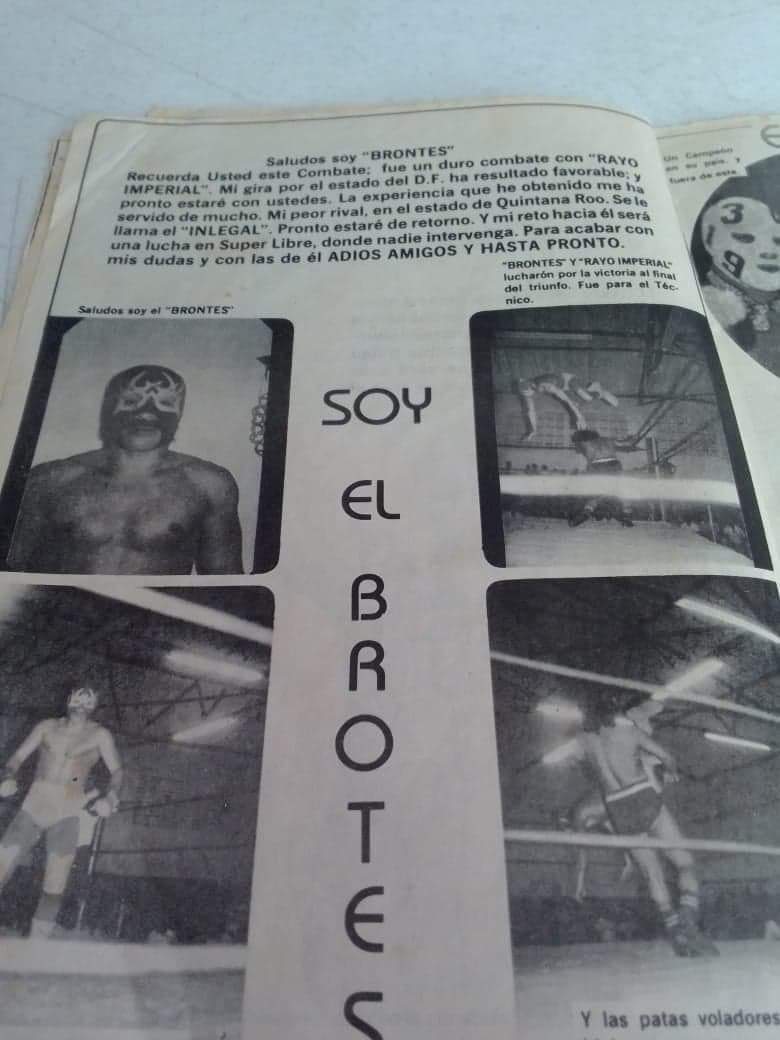 Saludos soy "BRONTES"
Recuerda Usted este Combate; fue un duro combate con "RAYO
IMPERIAL". Mi gira por el estado del D.F. ha resultado favorable; y
pronto estaré con ustedes. La experiencia que he obtenido me ha
servido de mucho. Mi peor rival, en el estado de Quintana Roo. Se le
llama el "INLEGAL". Pronto estaré de retorno. Y mi reto hacia él será
una lucha en Super Libre, donde nadie intervenga. Para acabar con
mis dudas y con las de él ADIOS AMIGOS Y HASTA PRONTO.
Saludos soy el "BRONTES"
"BRONTES" Y "RAYO IMPERIAL"
lucharón por la victoria al final
del triunfo. Fue para el Téc-
nico.
SOY
EL
B
R
O
T
E
S
Y las patas voladores
Un Campeón
en su país. y
fuera de este.
3
1 9